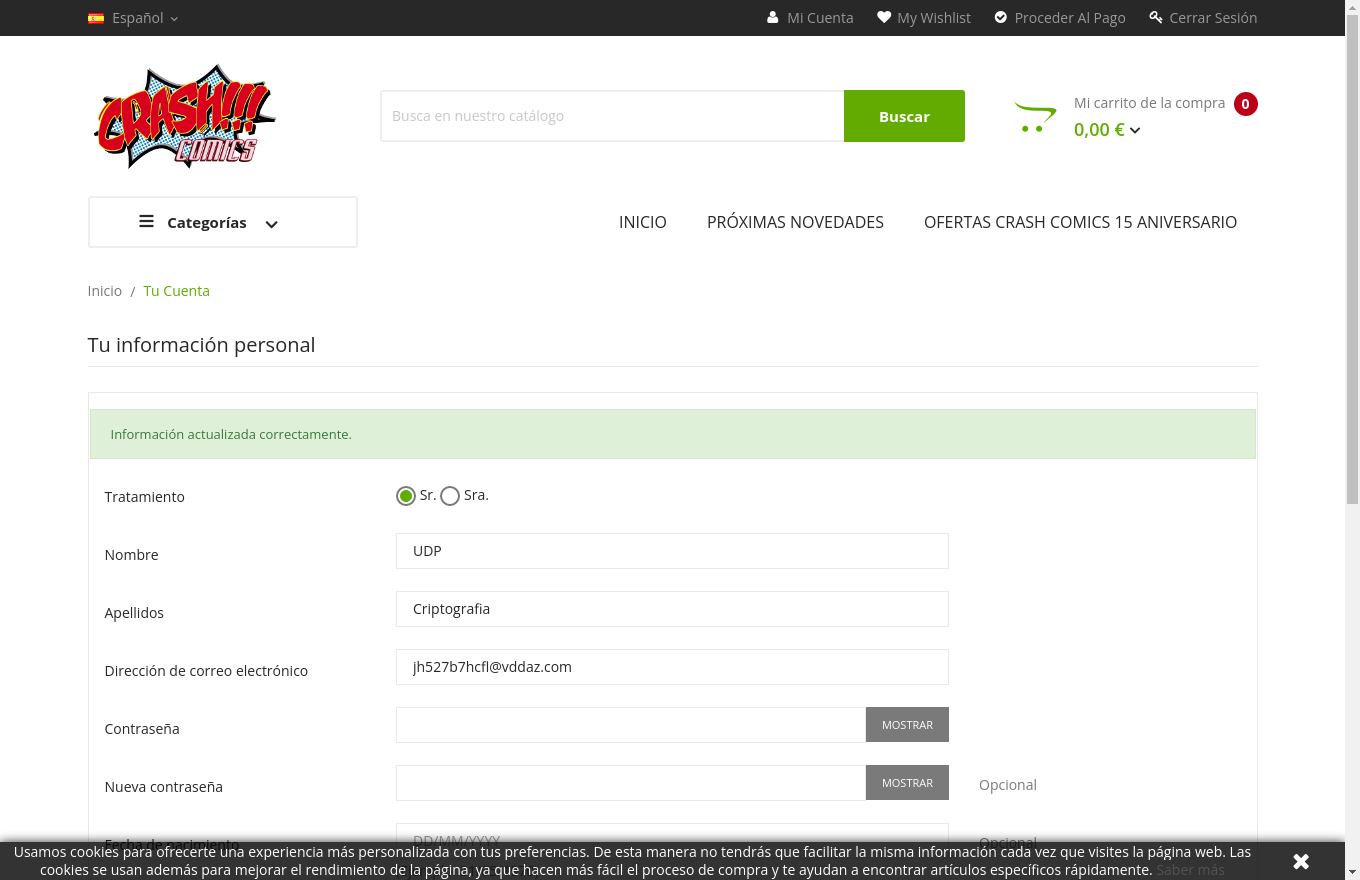 Español
Mi Cuenta
My Wishlist
Proceder Al Pago
Cerrar Sesión
CRASH!!!
COMICS
Busca en nuestro catálogo
Buscar
Mi carrito de la compra 0
0,00 €
Categorías
INICIO
PRÓXIMAS NOVEDADES
OFERTAS CRASH COMICS 15 ANIVERSARIO
Inicio / Tu Cuenta
Tu información personal
Información actualizada correctamente.
Tratamiento
Sr. Sra.
Nombre
UDP
Apellidos
Criptografia
Dirección de correo electrónico
jh527b7hcfl@vddaz.com
Contraseña
MOSTRAR
Nueva contraseña
MOSTRAR
Opcional
Fecha de nacimiento
DD/MM/YYYY
Opcional
Usamos cookies para ofrecerte una experiencia más personalizada con tus preferencias. De esta manera no tendrás que facilitar la misma información cada vez que visites la página web. Las
cookies se usan además para mejorar el rendimiento de la página, ya que hacen más fácil el proceso de compra y te ayudan a encontrar artículos específicos rápidamente. Saber más